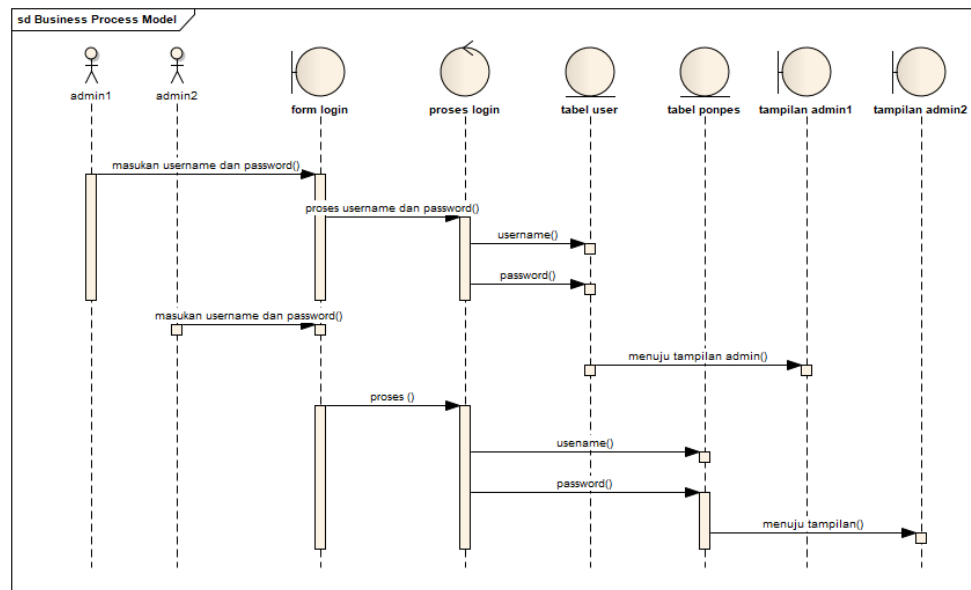 sd Business Process Model
admin1
admin2
form login
proses login
tabel user
tabel ponpes
tampilan admin1
tampilan admin2
masukan username dan password()
proses username dan password()
username()
password()
masukan username dan password()
menuju tampilan admin()
proses ()
usename()
password()
menuju tampilan()